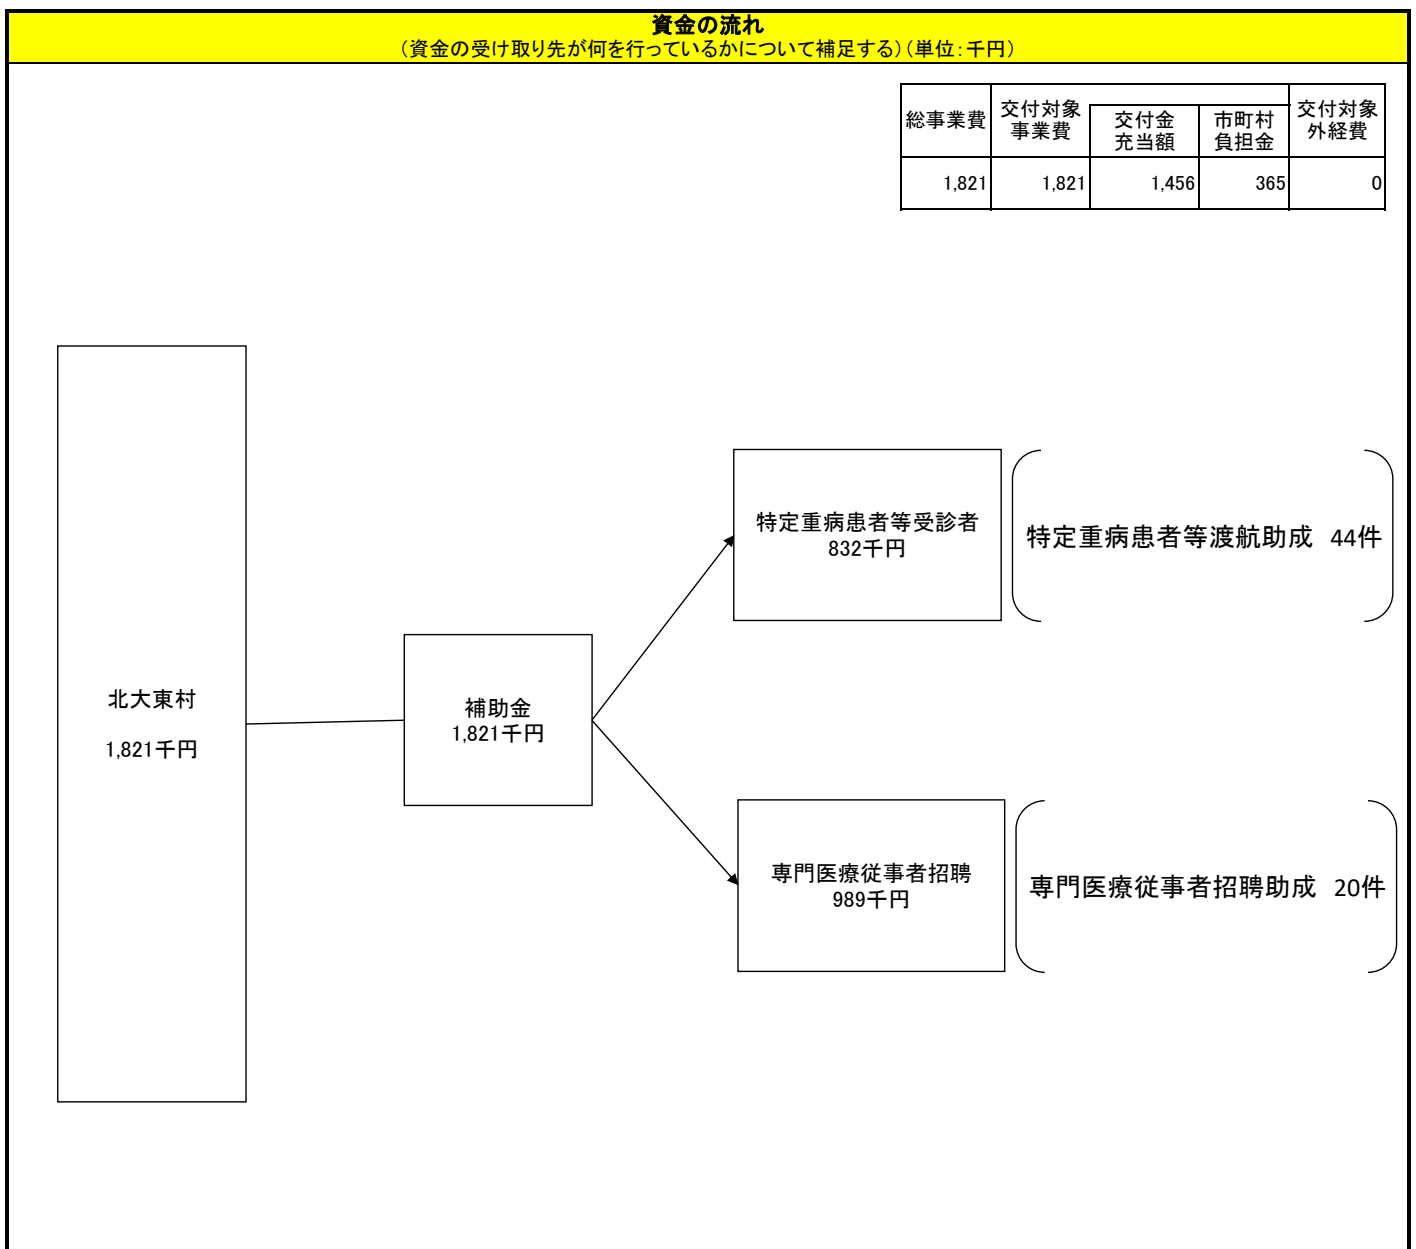 資金の流れ
（資金の受け取り先が何を行っているかについて補足する）（単位：千円）
総事業費
交付対象
事業費
交付金
充当額
市町村
負担金
交付対象
外経費
1,821
1,821
1,456
365
0
特定重病患者等受診者
832千円
特定重病患者等渡航助成　44件
北大東村
1,821千円
補助金
1,821千円
専門医療従事者招聘
989千円
専門医療従事者招聘助成　20件